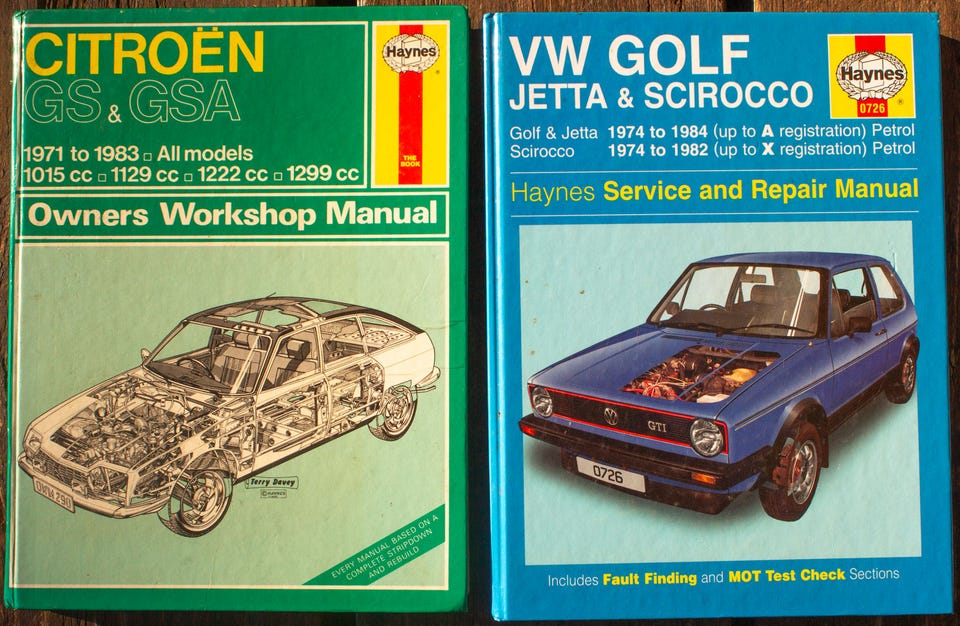 CITROËN
GS & GSA
1971 to 1983 □ All models
1015 cc □ 1129 cc □ 1222 cc □ 1299 cc
Haynes
®
THE
BOOK
Owners Workshop Manual
Terry Davey
© HAYNES
EVERY MANUAL BASED ON A
COMPLETE STRIPDOWN
AND REBUILD
VW GOLF
JETTA & SCIROCCO
Haynes
®
0726
Golf & Jetta 1974 to 1984 (up to A registration) Petrol
Scirocco 1974 to 1982 (up to X registration) Petrol
Haynes Service and Repair Manual
GTI
0726
Includes Fault Finding and MOT Test Check Sections